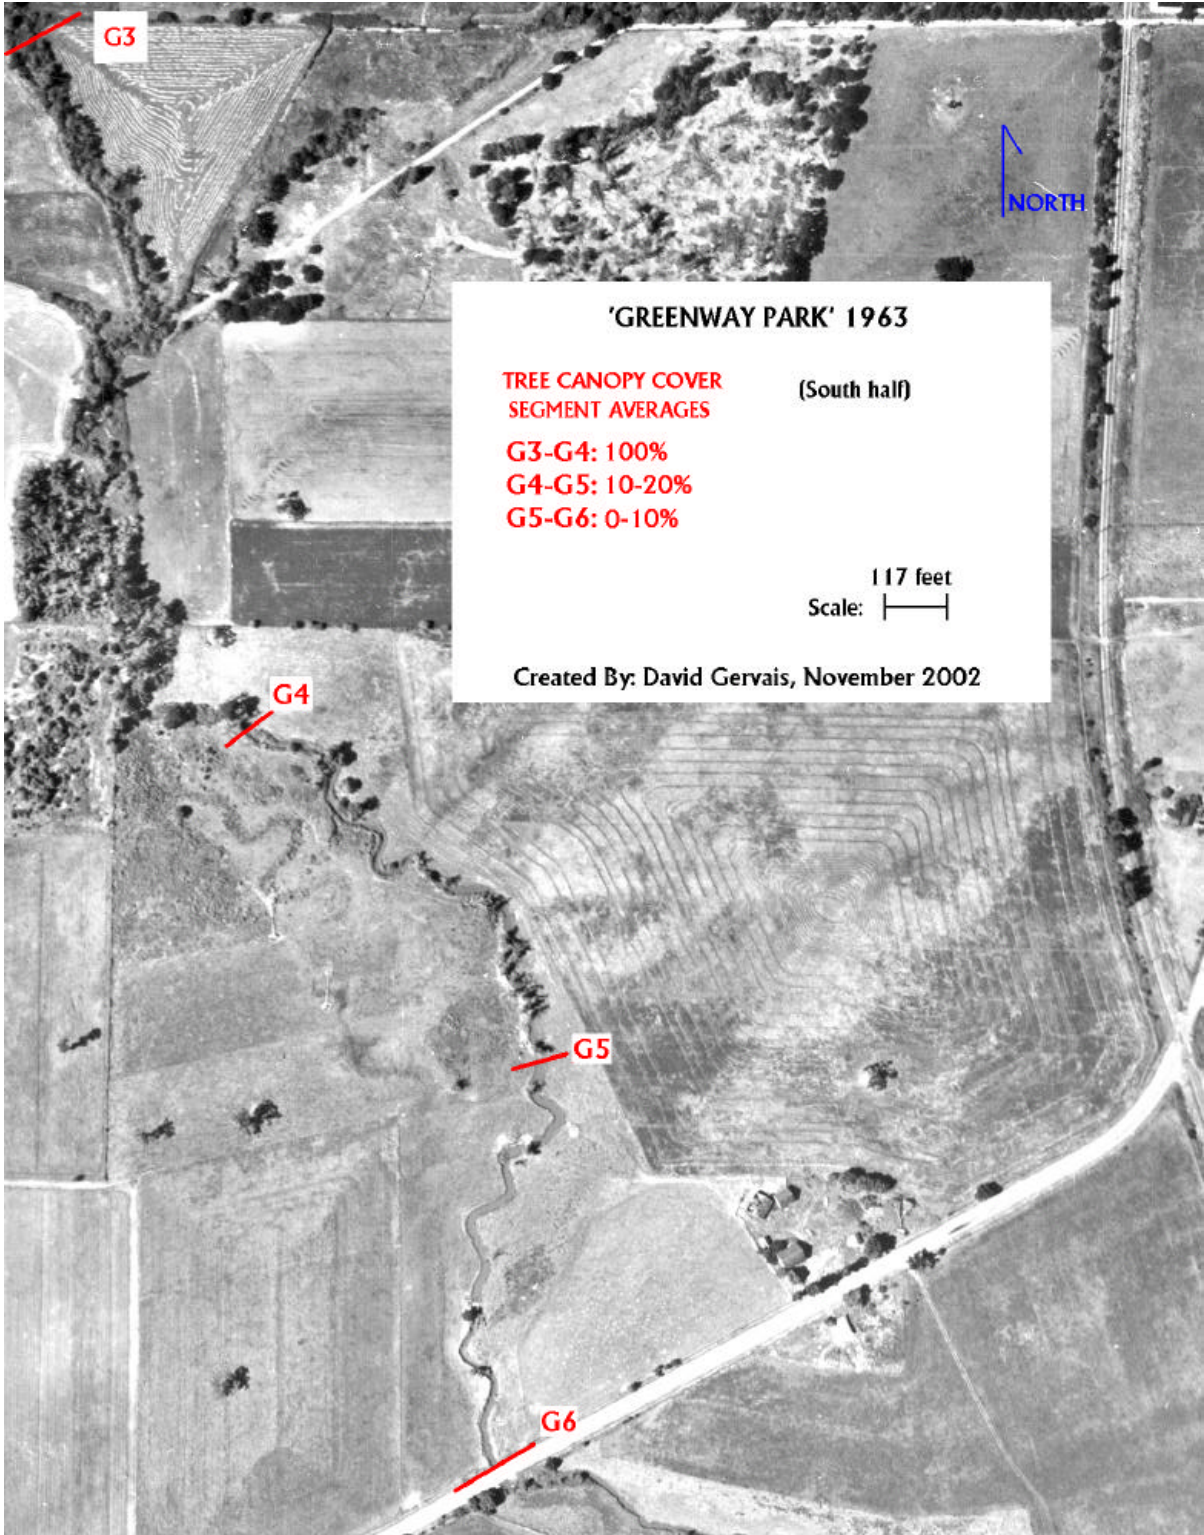 G3
NORTH
'GREENWAY PARK' 1963
TREE CANOPY COVER
SEGMENT AVERAGES
(South half)
G3-G4: 100%
G4-G5: 10-20%
G5-G6: 0-10%
117 feet
Scale:
Created By: David Gervais, November 2002
G4
G5
G6